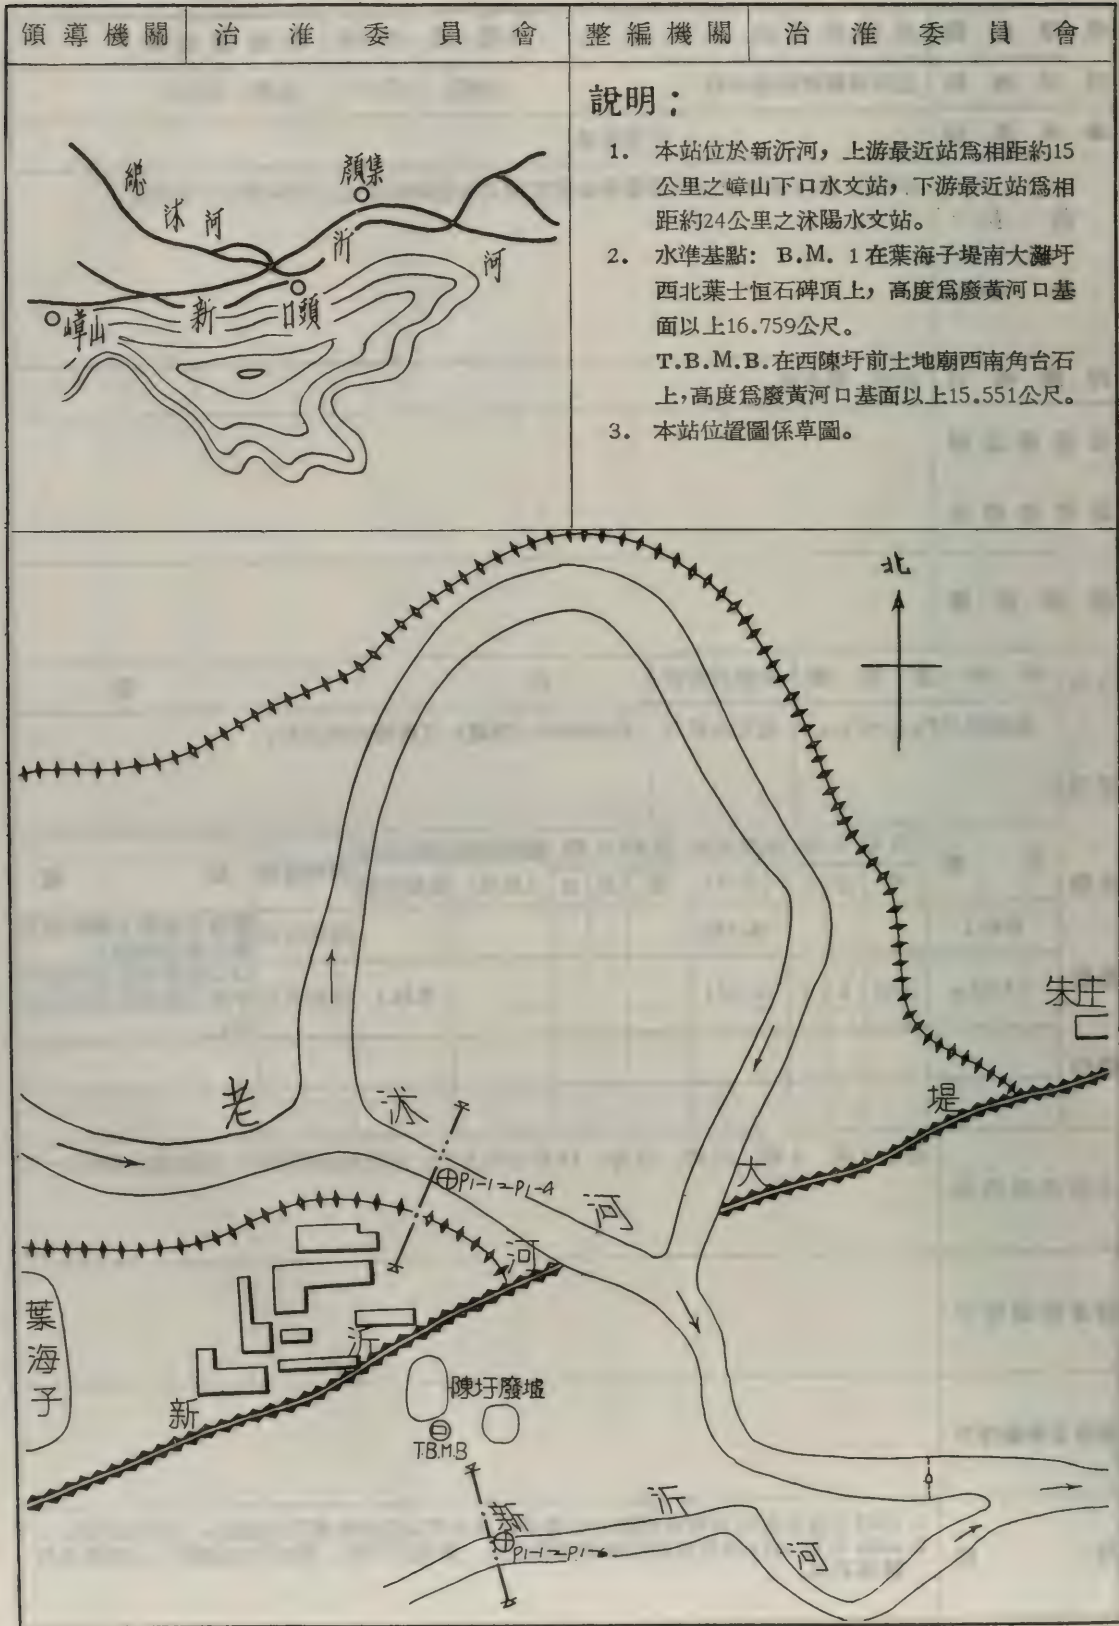 領導機關 治淮委員會 整編機關 治淮委員會
說明：
1. 本站位於新沂河，上游最近站爲相距約15
公里之嶂山下口水文站，下游最近站爲相
距約24公里之沭陽水文站。
2. 水準基點：B.M. 1在葉海子堤南大灘圩
西北葉士恒石碑頂上，高度爲廢黃河口基
面以上16.759公尺。
T.B.M.B.在西陳圩前土地廟西南角台石
上，高度爲廢黃河口基面以上15.551公尺。
3. 本站位置圖係草圖。
總沭河
顏集
新沂河
口頭
嶂山
北
朱庄
老沭河
新沂河大堤
P1-1-P1-4
葉海子
陳圩廢墟
T.B.M.B
新沂河
P1-1-P1-6